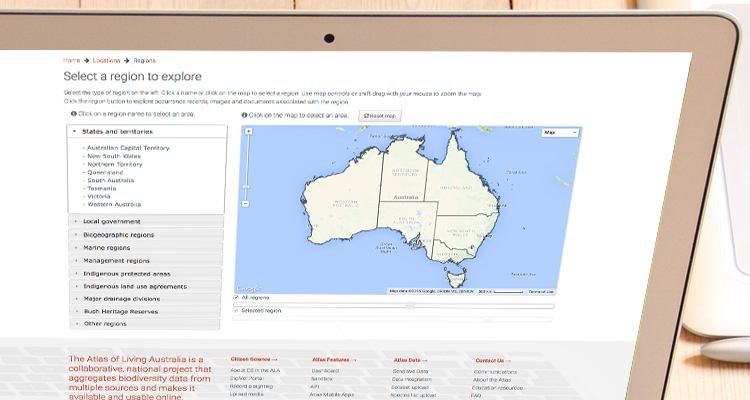 Home → Locations → Regions
Select a region to explore
Select the type of region on the left. Click a name or click on the map to select a region. Use map controls or shift-drag with your mouse to zoom the map.
Click the region button to explore occurrence records, images and documents associated with the region.
Click on a region name to select an area.
Click on the map to select an area.
Reset map
States and territories
- Australian Capital Territory
- New South Wales
- Northern Territory
- Queensland
- South Australia
- Tasmania
- Victoria
- Western Australia
Local government
Biogeographic regions
Marine regions
Management regions
Indigenous protected areas
Indigenous land use agreements
Major drainage divisions
Bush Heritage Reserves
Other regions
Map
Coral Sea
NORTHERN
TERRITORY
QUEENSLAND
WESTERN
AUSTRALIA
Australia
SOUTH
AUSTRALIA
NEW SOUTH
WALES
VICTORIA
Great
Australian
Bight
Tasman Sea
Google
Terms of Use
All regions
Selected region
The Atlas of Living Australia is a
collaborative, national project that
aggregates biodiversity data from
multiple sources and makes it
available and usable online.
Citizen Science →
About CS in the ALA
BioVol Portal
Record a sighting
Upload media
Atlas Features →
Dashboard
Sandbox
API
Atlas Mobile Apps
Atlas Data →
Sensitive Data
Data integration
Dataset upload
Species list upload
Contact Us →
Communications
About the Atlas
Education resources
FAQ